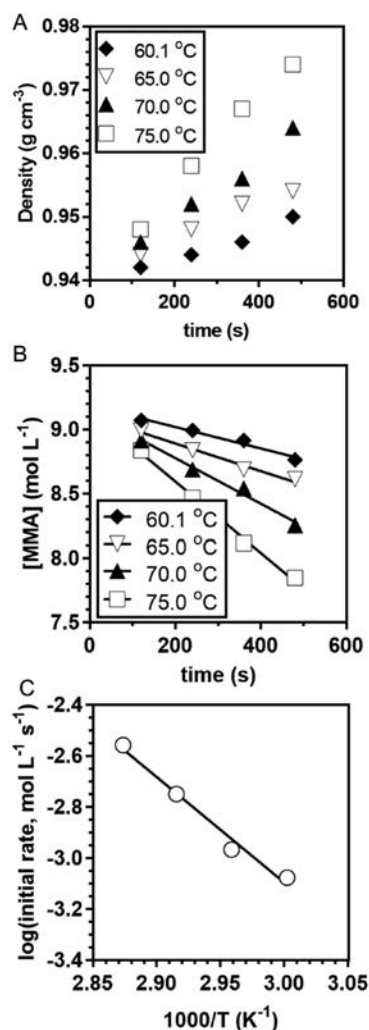 A
0.98
0.97
0.96
0.95
0.94
Density (g cm-3)
60.1 °C
65.0 °C
70.0 °C
75.0 °C
0 200 400 600
time (s)
B
9.5
9.0
8.5
8.0
7.5
[MMA] (mol L-1)
60.1 °C
65.0 °C
70.0 °C
75.0 °C
0 200 400 600
time (s)
C
-2.4
-2.6
-2.8
-3.0
-3.2
-3.4
log(initial rate, mol L-1 s-1)
2.85 2.90 2.95 3.00 3.05
1000/T (K-1)